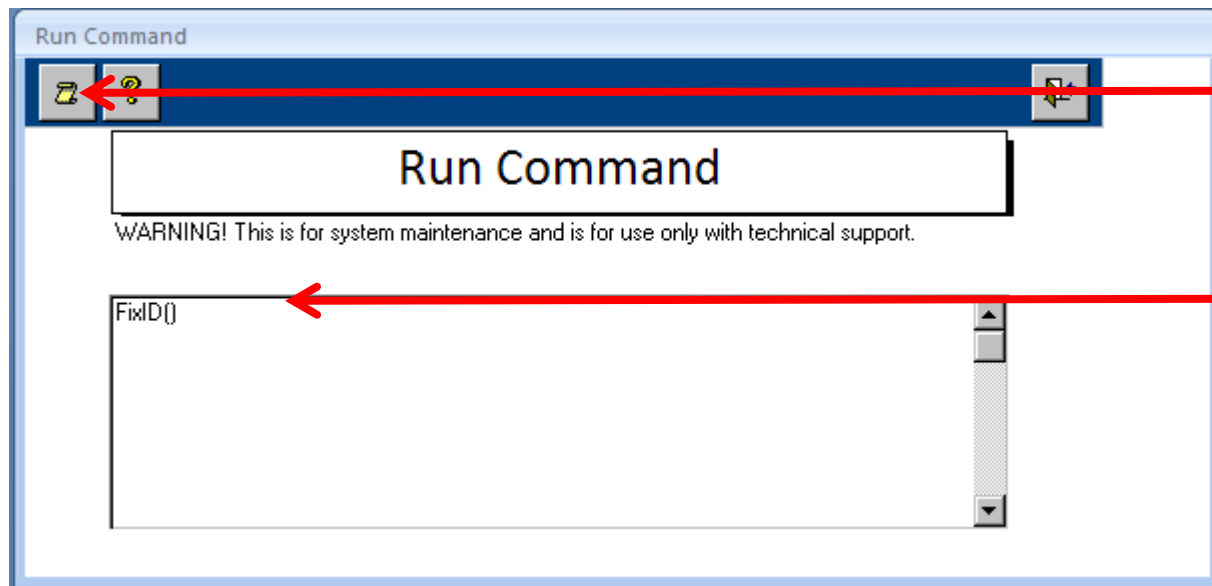 Run Command
?
Run Command
WARNING! This is for system maintenance and is for use only with technical support.
FixID()